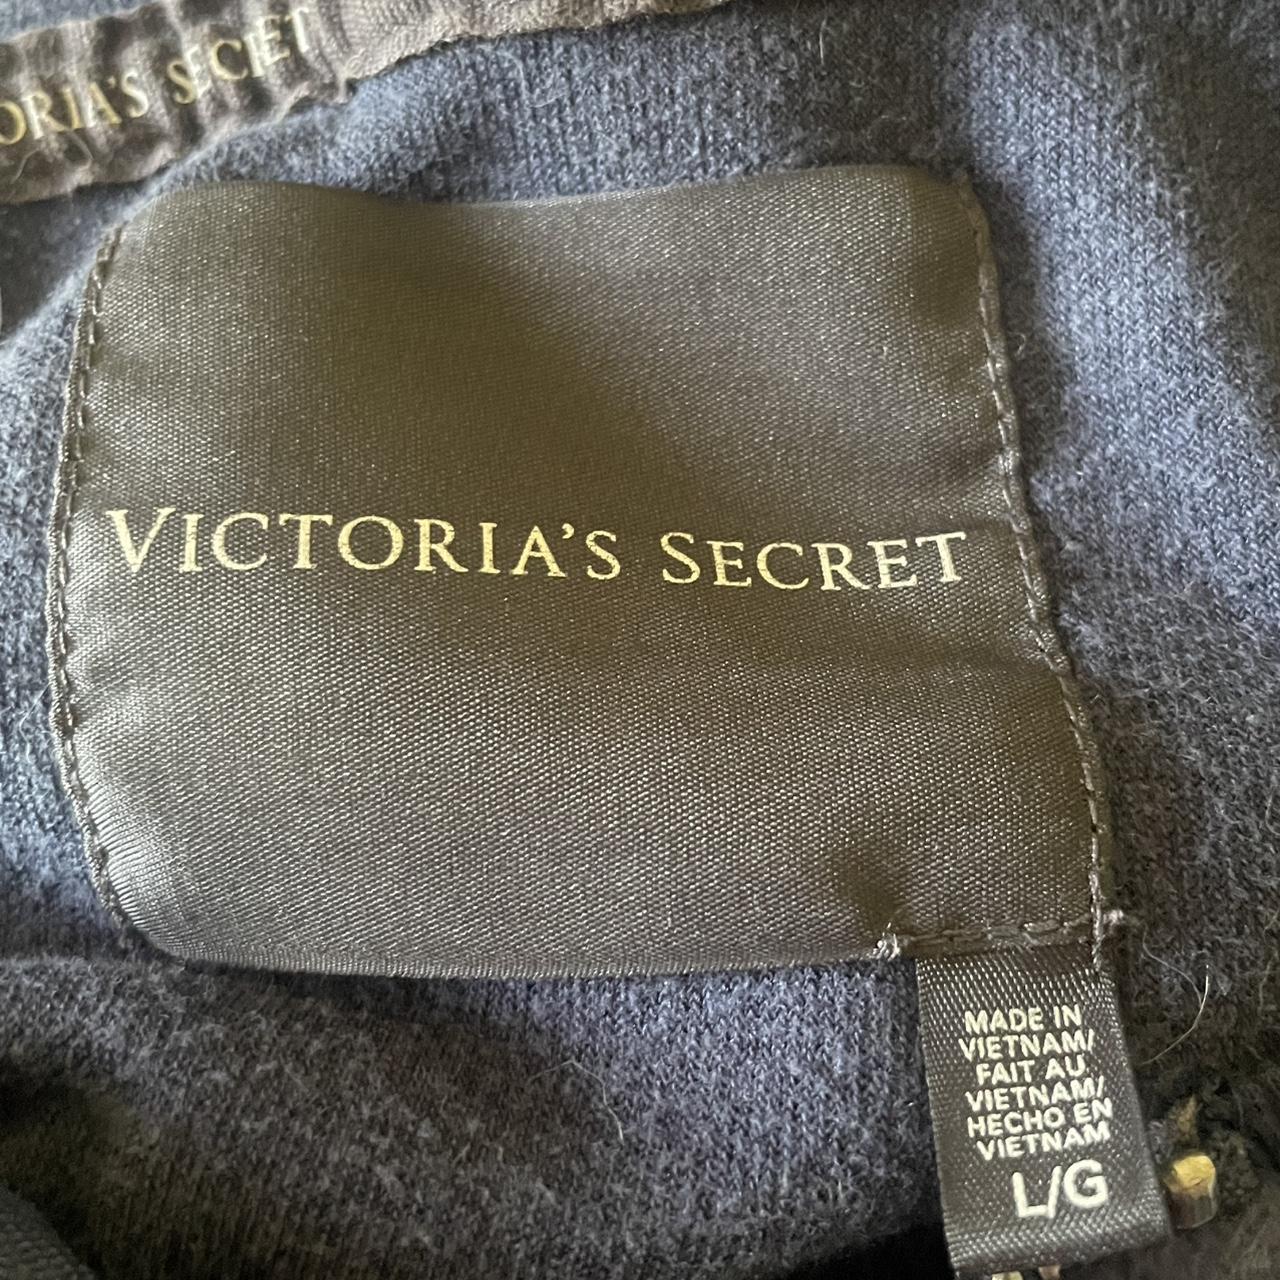 ORIA'S SECRET
VICTORIA'S SECRET
MADE IN
VIETNAM/
FAIT AU
VIETNAM/
HECHO EN
VIETNAM
L/G